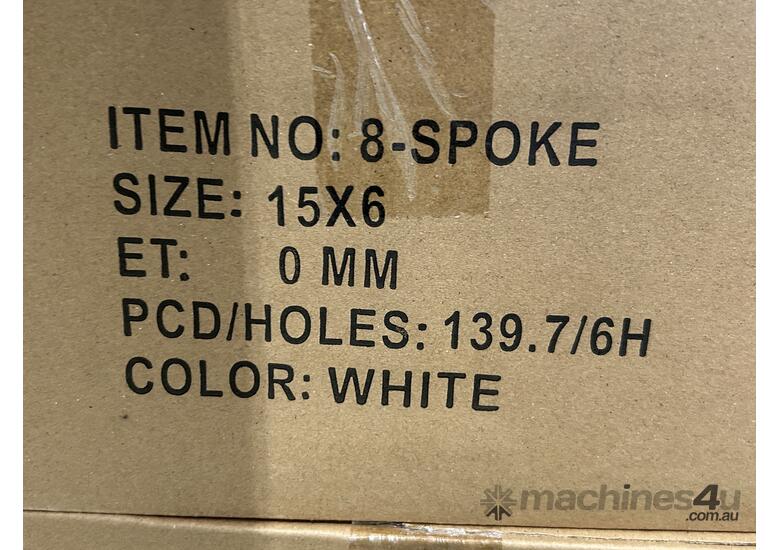 ITEM NO: 8-SPOKE
SIZE: 15X6
ET: 0 MM
PCD/HOLES: 139.7/6H
COLOR: WHITE
machines4u
.com.au